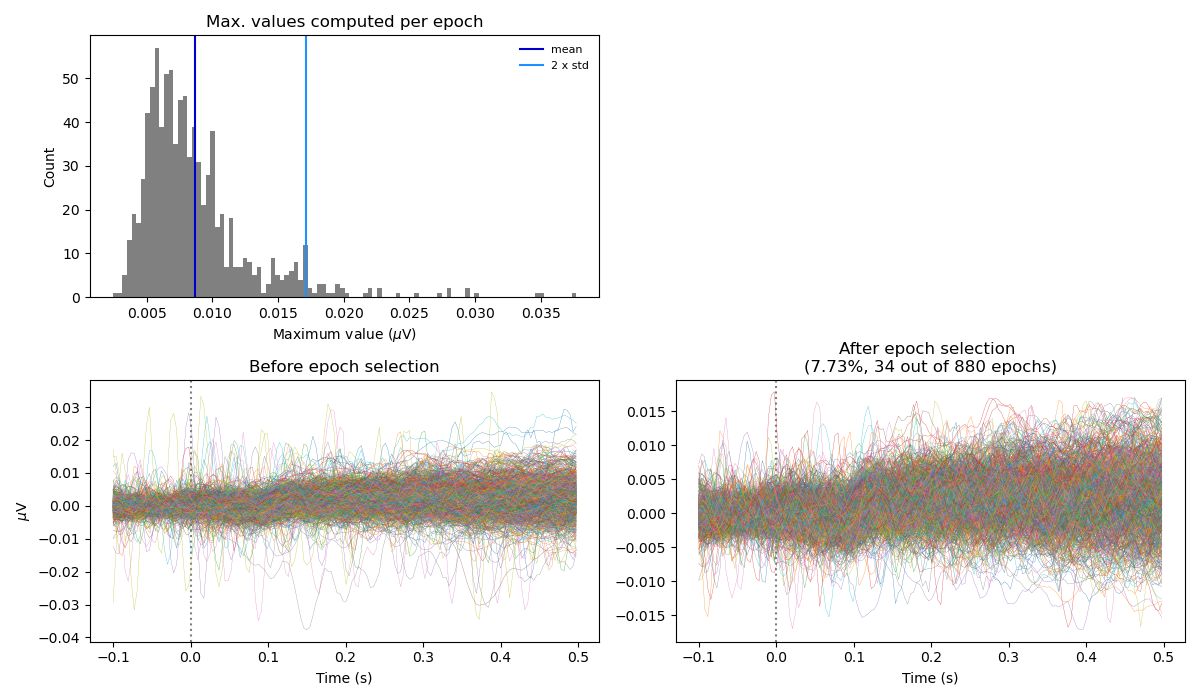 Max. values computed per epoch
Count
50
40
30
20
10
0
mean
2 x std
0.005 0.010 0.015 0.020 0.025 0.030 0.035
Maximum value (μV)
Before epoch selection
μV
0.03
0.02
0.01
0.00
−0.01
−0.02
−0.03
−0.04
−0.1 0.0 0.1 0.2 0.3 0.4 0.5
Time (s)
After epoch selection
(7.73%, 34 out of 880 epochs)
0.015
0.010
0.005
0.000
−0.005
−0.010
−0.015
−0.1 0.0 0.1 0.2 0.3 0.4 0.5
Time (s)